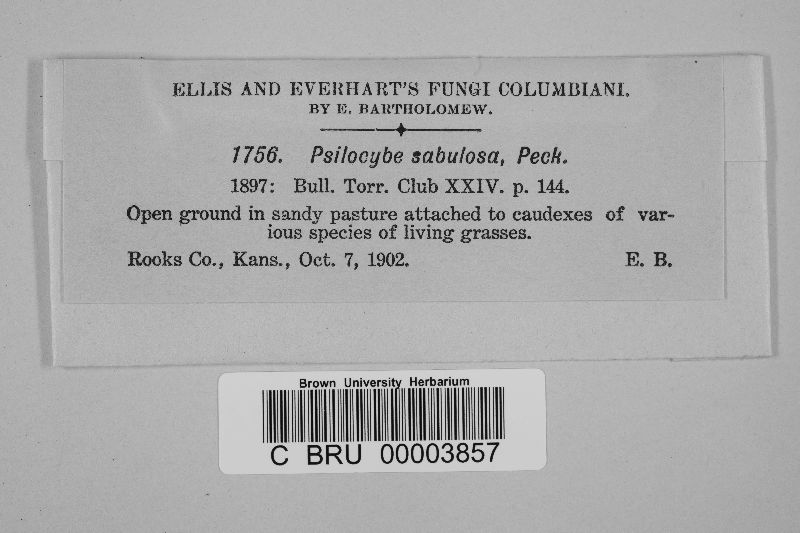 ELLIS AND EVERHART'S FUNGI COLUMBIANI.
BY E. BARTHOLOMEW.
1756. Psilocybe sabulosa, Peck.
1897: Bull. Torr. Club XXIV. p. 144.
Open ground in sandy pasture attached to caudexes of var-
ious species of living grasses.
Rooks Co., Kans., Oct. 7, 1902. E. B.
Brown University Herbarium
C BRU 00003857